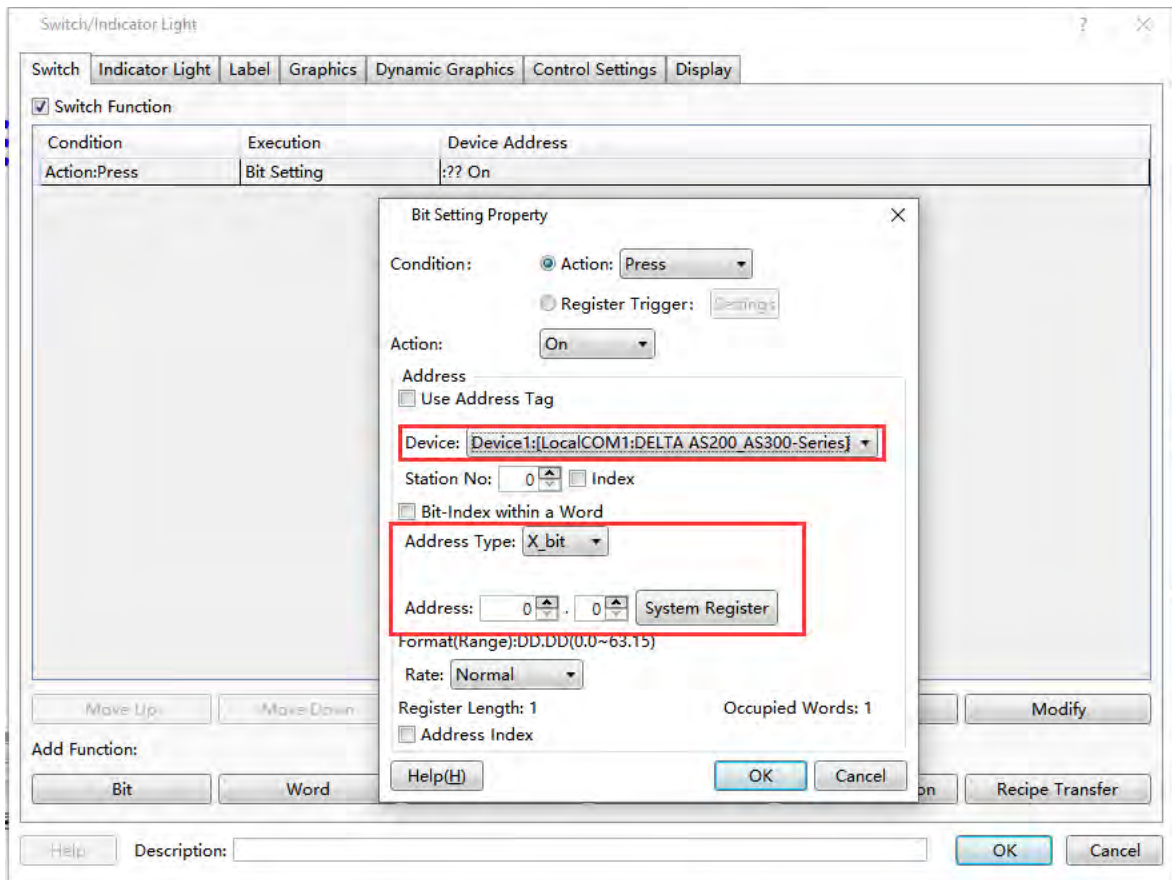 Switch/Indicator Light
Switch Indicator Light Label Graphics Dynamic Graphics Control Settings Display
Switch Function
Condition Execution Device Address
Action:Press Bit Setting :?? On
Bit Setting Property
Condition: Action: Press
Register Trigger: Settings
Action: On
Address
Use Address Tag
Device: Device1:[LocalCOM1:DELTA AS200_AS300-Series]
Station No: 0 Index
Bit-Index within a Word
Address Type: X_bit
Address: 0 . 0 System Register
Format(Range):DD.DD(0.0~63.15)
Rate: Normal
Register Length: 1 Occupied Words: 1
Address Index
Help(H) OK Cancel
Move Up Move Down Modify
Add Function:
Bit Word on Recipe Transfer
Help Description: OK Cancel